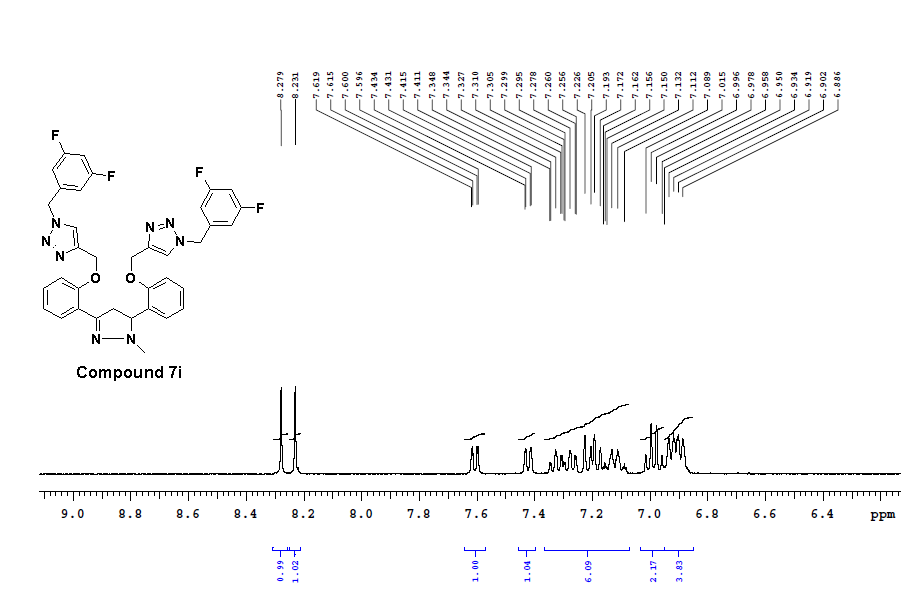 8.279
8.231
7.619
7.615
7.600
7.596
7.434
7.431
7.415
7.411
7.348
7.344
7.327
7.310
7.305
7.299
7.295
7.278
7.260
7.256
7.226
7.205
7.193
7.172
7.162
7.156
7.150
7.132
7.112
7.089
7.015
6.996
6.978
6.958
6.950
6.934
6.919
6.902
6.886
F
F
F
F
N
N
N
N
N
N
O
O
N
N
Compound 7i
9.0 8.8 8.6 8.4 8.2 8.0 7.8 7.6 7.4 7.2 7.0 6.8 6.6 6.4 ppm
0.99
1.02
1.00
1.04
6.09
2.17
3.83